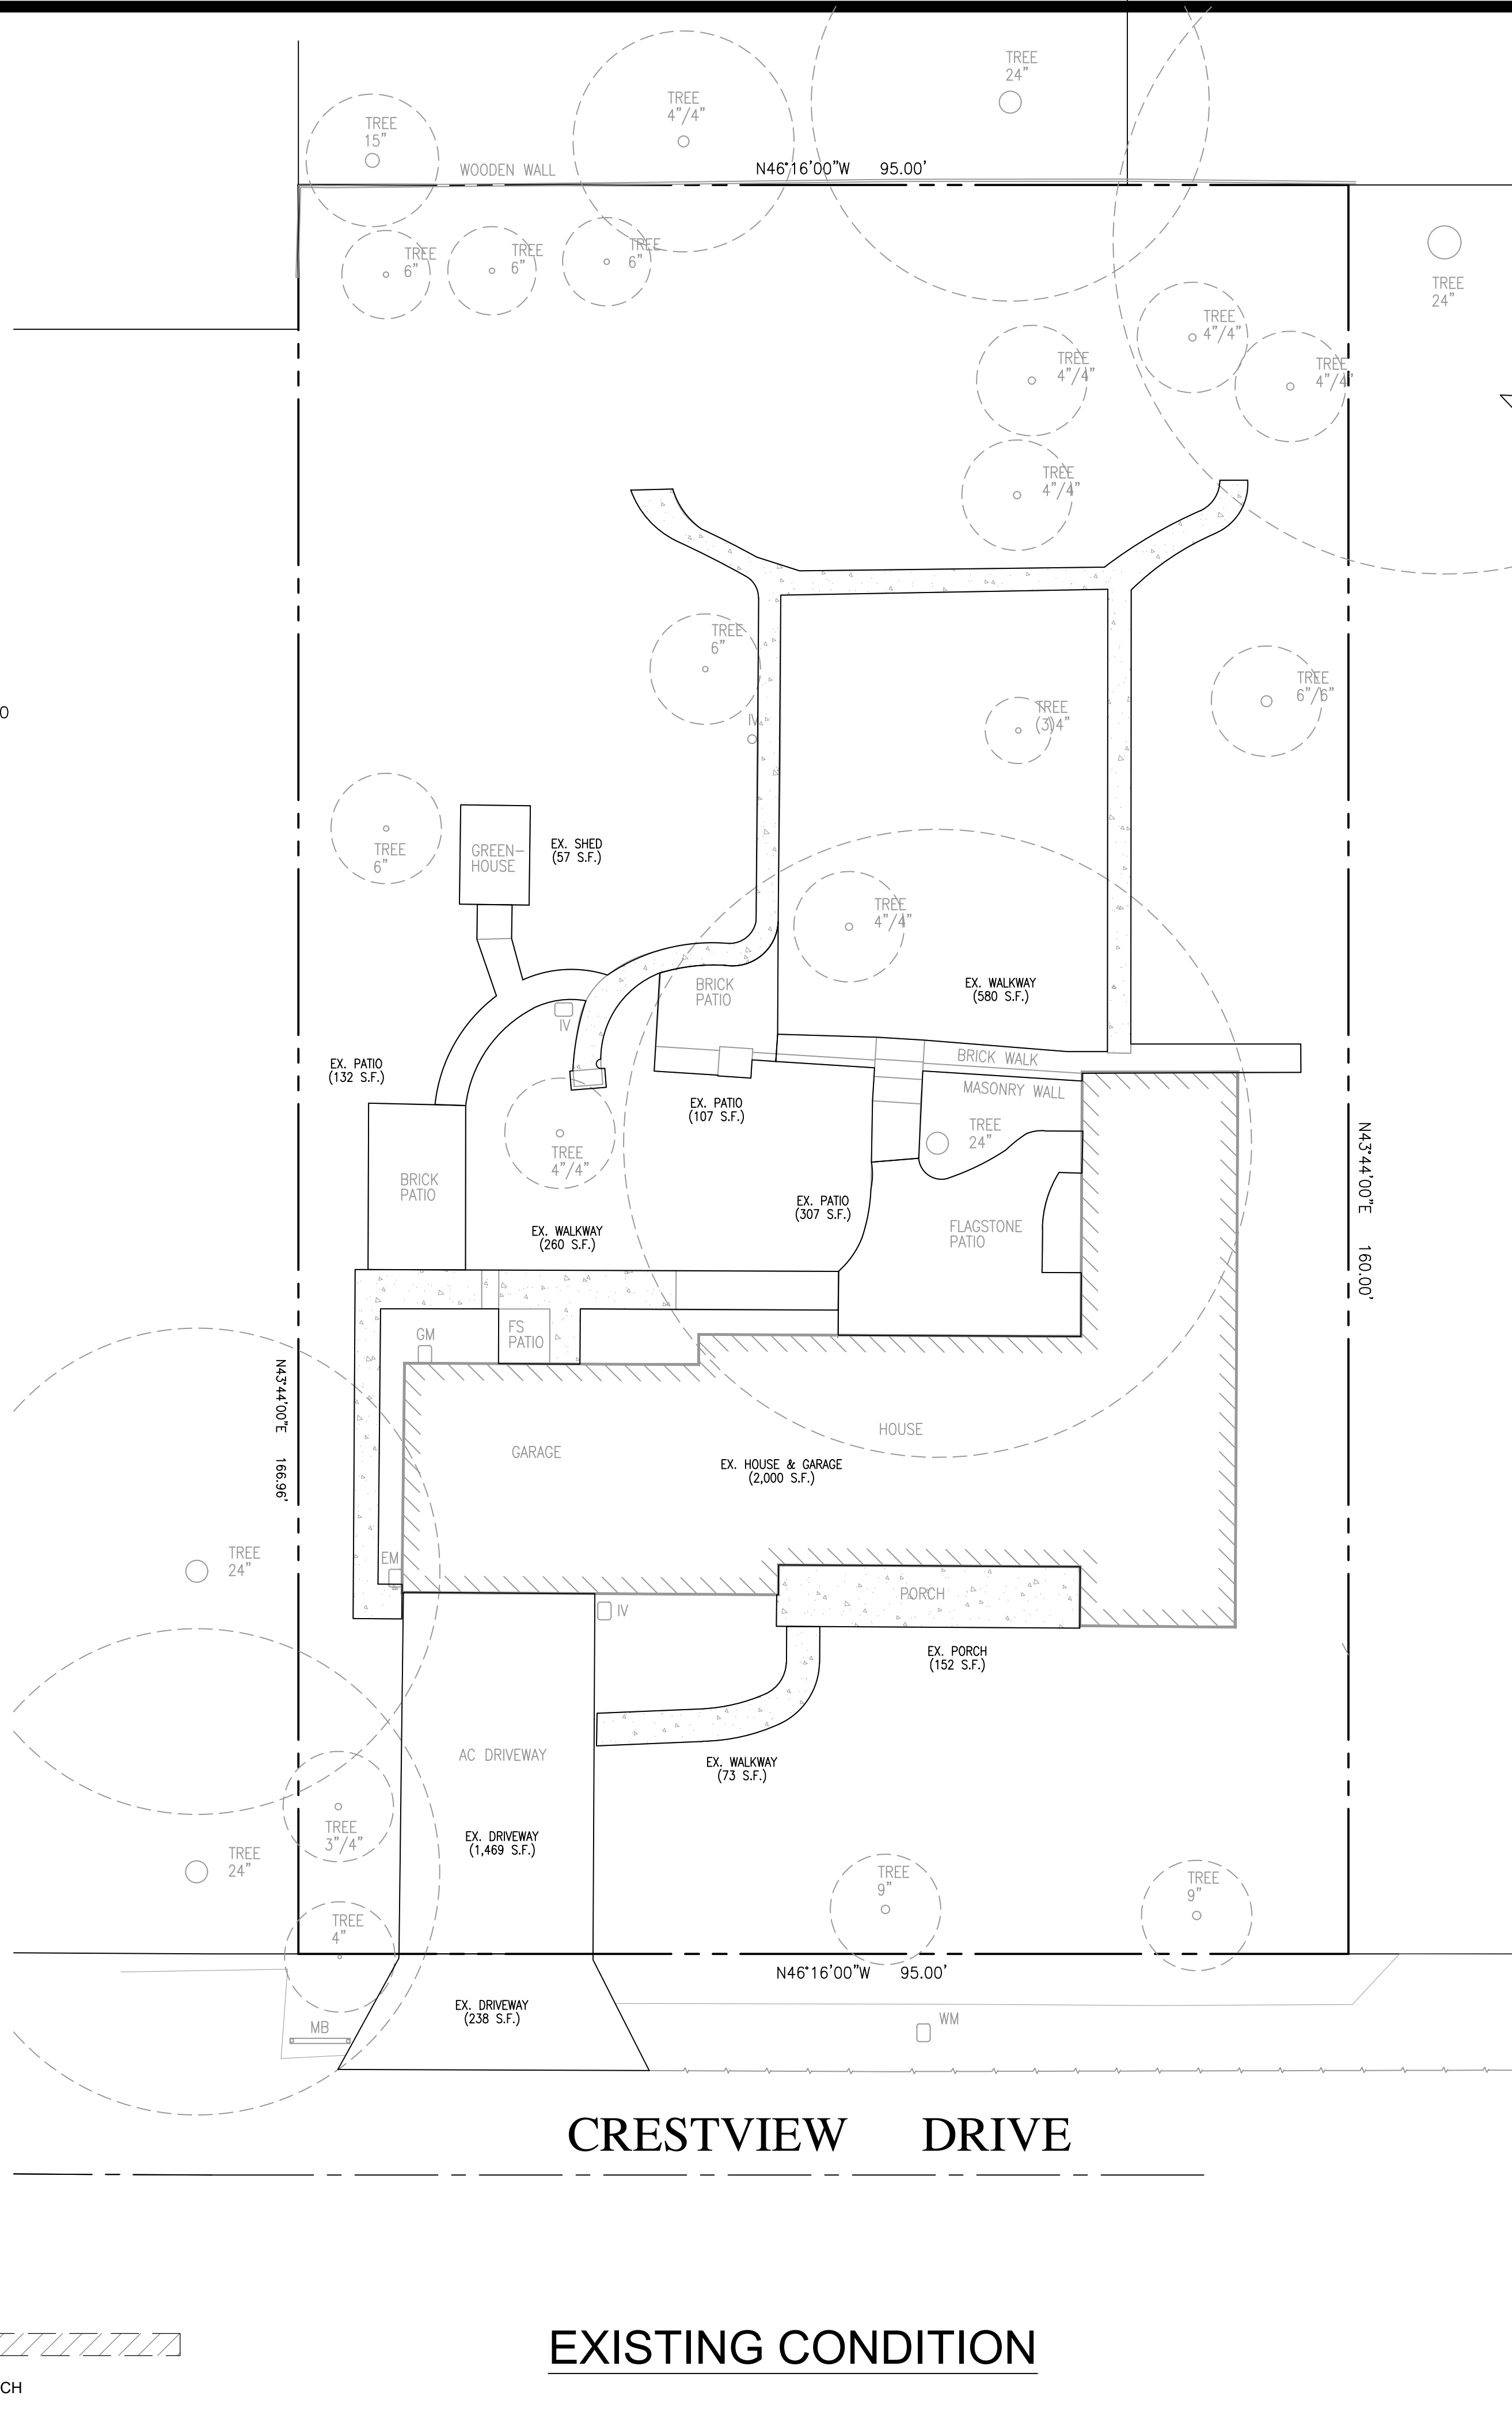 TREE
24"
TREE
4"/4"
TREE
15"
WOODEN WALL
N46°16'00"W 95.00'
TREE
6"
TREE
6"
TREE
6"
TREE
24"
TREE
4"/4"
TREE
4"/4"
TREE
4"/4"
TREE
4"/4"
TREE
6"
TREE
6"/6"
TREE
(3)4"
IV
TREE
6"
GREEN-
HOUSE
EX. SHED
(57 S.F.)
TREE
4"/4"
BRICK
PATIO
EX. WALKWAY
(580 S.F.)
IV
EX. PATIO
(132 S.F.)
BRICK WALK
MASONRY WALL
EX. PATIO
(107 S.F.)
TREE
24"
TREE
4"/4"
BRICK
PATIO
EX. PATIO
(307 S.F.)
N43°44'00"E 160.00'
EX. WALKWAY
(260 S.F.)
FLAGSTONE
PATIO
GM
FS
PATIO
N43°44'00"E 166.96'
HOUSE
GARAGE
EX. HOUSE & GARAGE
(2,000 S.F.)
EM
TREE
24"
PORCH
IV
EX. PORCH
(152 S.F.)
AC DRIVEWAY
EX. WALKWAY
(73 S.F.)
TREE
3"/4"
EX. DRIVEWAY
(1,469 S.F.)
TREE
24"
TREE
9"
TREE
9"
TREE
4"
N46°16'00"W 95.00'
EX. DRIVEWAY
(238 S.F.)
MB
WM
CRESTVIEW DRIVE
EXISTING CONDITION
CH